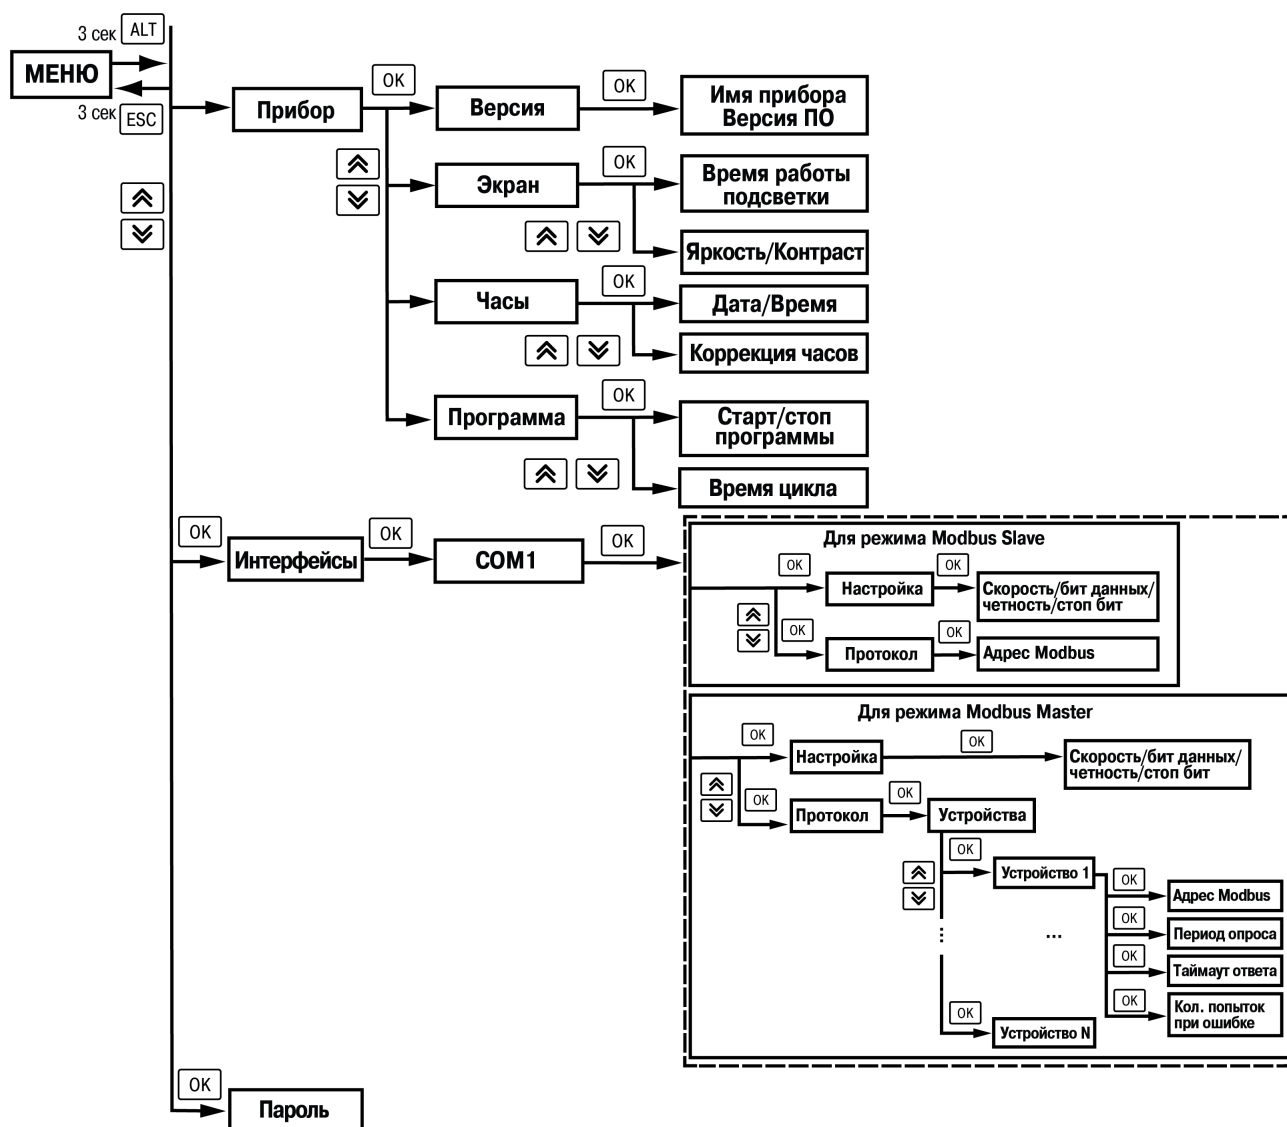 3 сек ALT
МЕНЮ
3 сек ESC
Прибор
OK
Версия
OK
Имя прибора
Версия ПО
Экран
OK
Время работы
подсветки
Яркость/Контраст
Часы
OK
Дата/Время
Коррекция часов
Программа
OK
Старт/стоп
программы
Время цикла
OK
Интерфейсы
OK
COM1
OK
Для режима Modbus Slave
OK
Настройка
OK
Скорость/бит данных/
четность/стоп бит
OK
Протокол
OK
Адрес Modbus
Для режима Modbus Master
OK
Настройка
OK
Скорость/бит данных/
четность/стоп бит
OK
Протокол
OK
Устройства
OK
Устройство 1
OK
Адрес Modbus
OK
Период опроса
OK
Таймаут ответа
OK
Кол. попыток
при ошибке
...
OK
Устройство N
OK
Пароль